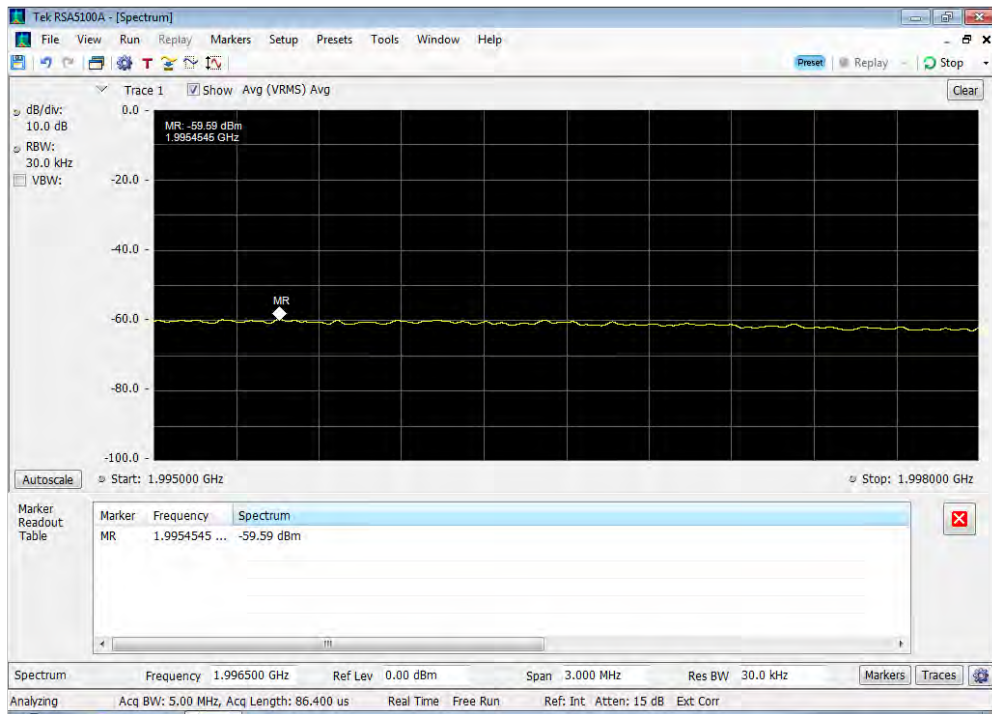 Tek RSA5100A - [Spectrum]
File View Run Replay Markers Setup Presets Tools Window Help
T Preset Replay Stop
Trace 1 Show Avg (VRMS) Avg Clear
dB/div:
10.0 dB
RBW:
30.0 kHz
VBW:
0.0
MR: -59.59 dBm
1.9954545 GHz
-20.0
-40.0
MR
-60.0
-80.0
-100.0
Autoscale Start: 1.995000 GHz Stop: 1.998000 GHz
Marker
Readout
Table
Marker Frequency Spectrum
MR 1.9954545 ... -59.59 dBm
Spectrum Frequency 1.996500 GHz Ref Lev 0.00 dBm Span 3.000 MHz Res BW 30.0 kHz Markers Traces
Analyzing Acq BW: 5.00 MHz, Acq Length: 86.400 us Real Time Free Run Ref: Int Atten: 15 dB Ext Corr